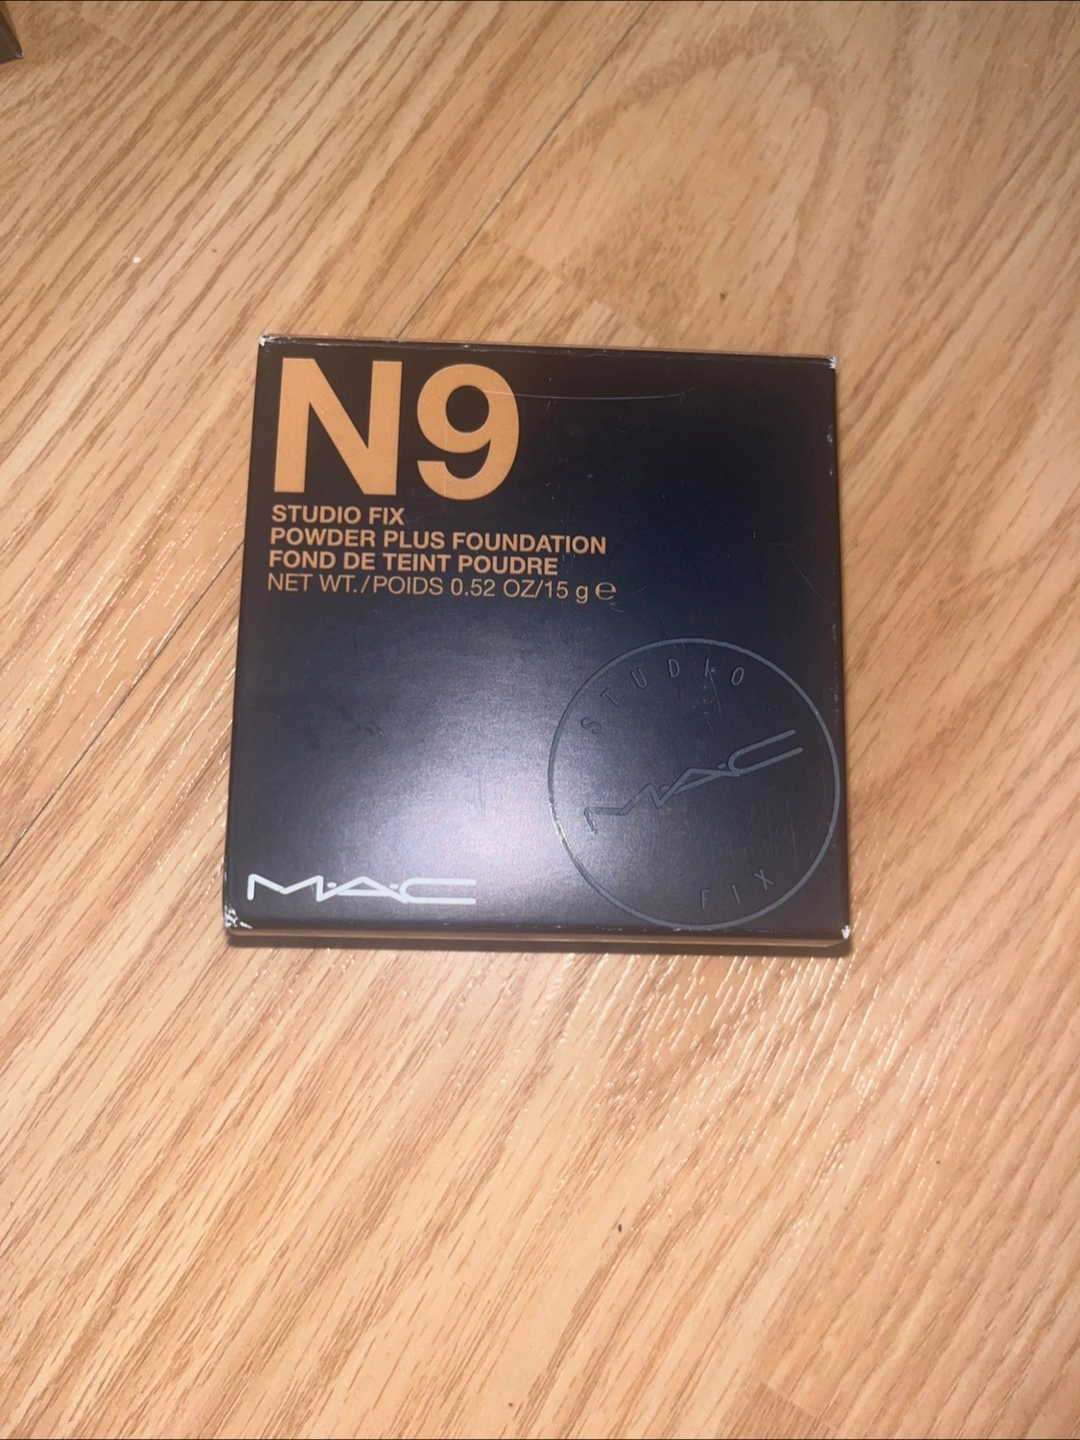 N9
STUDIO FIX
POWDER PLUS FOUNDATION
FOND DE TEINT POUDRE
NET WT./POIDS 0.52 OZ/15 g ℮
STUDIO
MAC
FIX
M·A·C